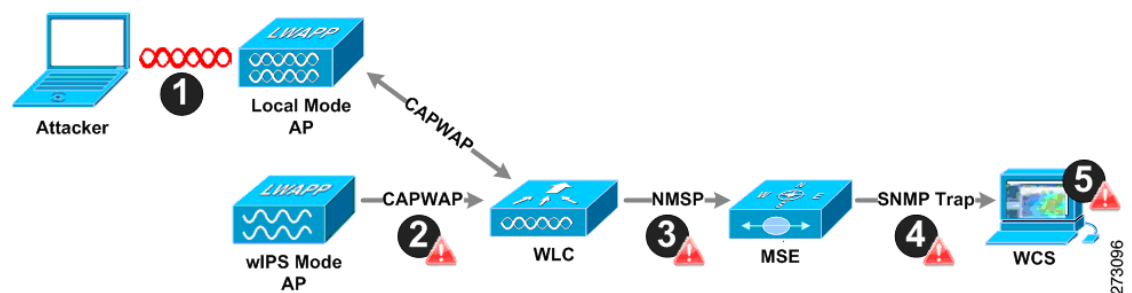 LWAPP
1
Attacker
Local Mode
AP
CAPWAP
LWAPP
wIPS Mode
AP
CAPWAP
2
WLC
NMSP
3
N
W
E
S
MSE
SNMP Trap
4
5
WCS
273096